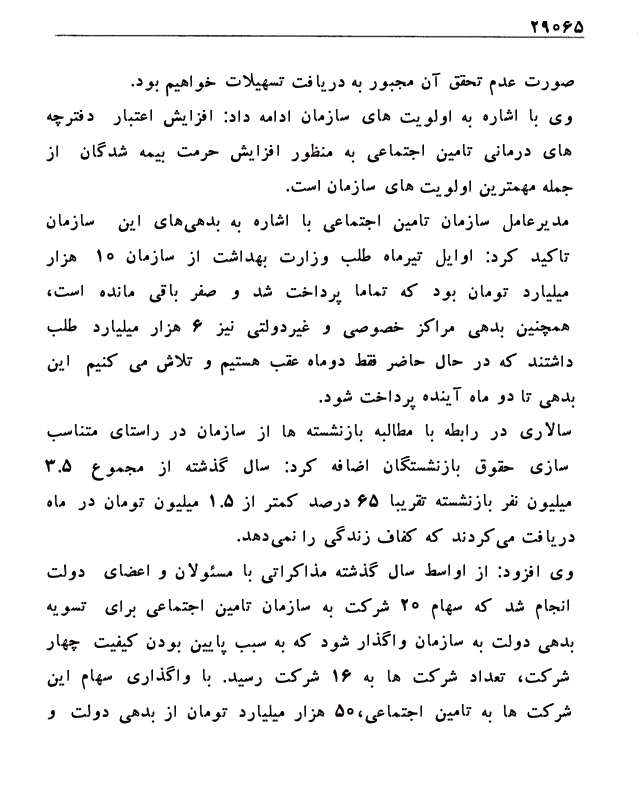 ۲۹۰۶۵
صورت عدم تحقق آن مجبور به دریافت تسهیلات خواهیم بود.
وی با اشاره به اولویت های سازمان ادامه داد: افزایش اعتبار دفترچه
های درمانی تامین اجتماعی به منظور افزایش حرمت بیمه شدگان از
جمله مهمترین اولویت های سازمان است.
مدیرعامل سازمان تامین اجتماعی با اشاره به بدهی‌های این سازمان
تاکید کرد: اوایل تیرماه طلب وزارت بهداشت از سازمان ۱۰ هزار
میلیارد تومان بود که تماما پرداخت شد و صفر باقی مانده است،
همچنین بدهی مراکز خصوصی و غیردولتی نیز ۶ هزار میلیارد طلب
داشتند که در حال حاضر فقط دوماه عقب هستیم و تلاش می کنیم این
بدهی تا دو ماه آینده پرداخت شود.
سالاری در رابطه با مطالبه بازنشسته ها از سازمان در راستای متناسب
سازی حقوق بازنشستگان اضافه کرد: سال گذشته از مجموع ۳.۵
میلیون نفر بازنشسته تقریبا ۶۵ درصد کمتر از ۱.۵ میلیون تومان در ماه
دریافت می‌کردند که کفاف زندگی را نمی‌دهد.
وی افزود: از اواسط سال گذشته مذاکراتی با مسئولان و اعضای دولت
انجام شد که سهام ۲۰ شرکت به سازمان تامین اجتماعی برای تسویه
بدهی دولت به سازمان واگذار شود که به سبب پایین بودن کیفیت چهار
شرکت، تعداد شرکت ها به ۱۶ شرکت رسید. با واگذاری سهام این
شرکت ها به تامین اجتماعی،۵۰ هزار میلیارد تومان از بدهی دولت و